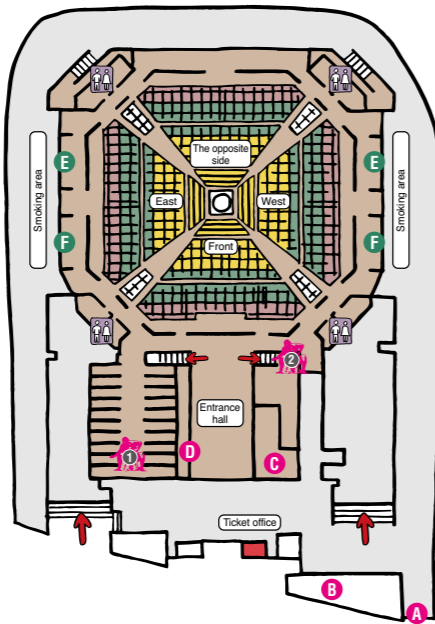 The opposite
side
E
E
Smoking area
Smoking area
East
West
F
Front
F
2
Entrance
hall
1
D
C
Ticket office
B
A